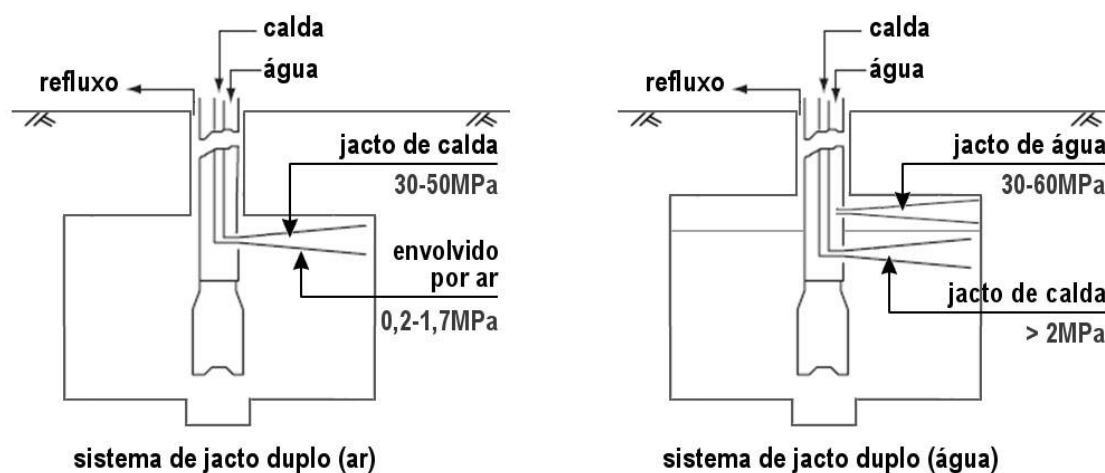 calda
água
refluxo
jacto de calda
30-50MPa
envolvido
por ar
0,2-1,7MPa
sistema de jacto duplo (ar)
calda
água
refluxo
jacto de água
30-60MPa
jacto de calda
> 2MPa
sistema de jacto duplo (água)